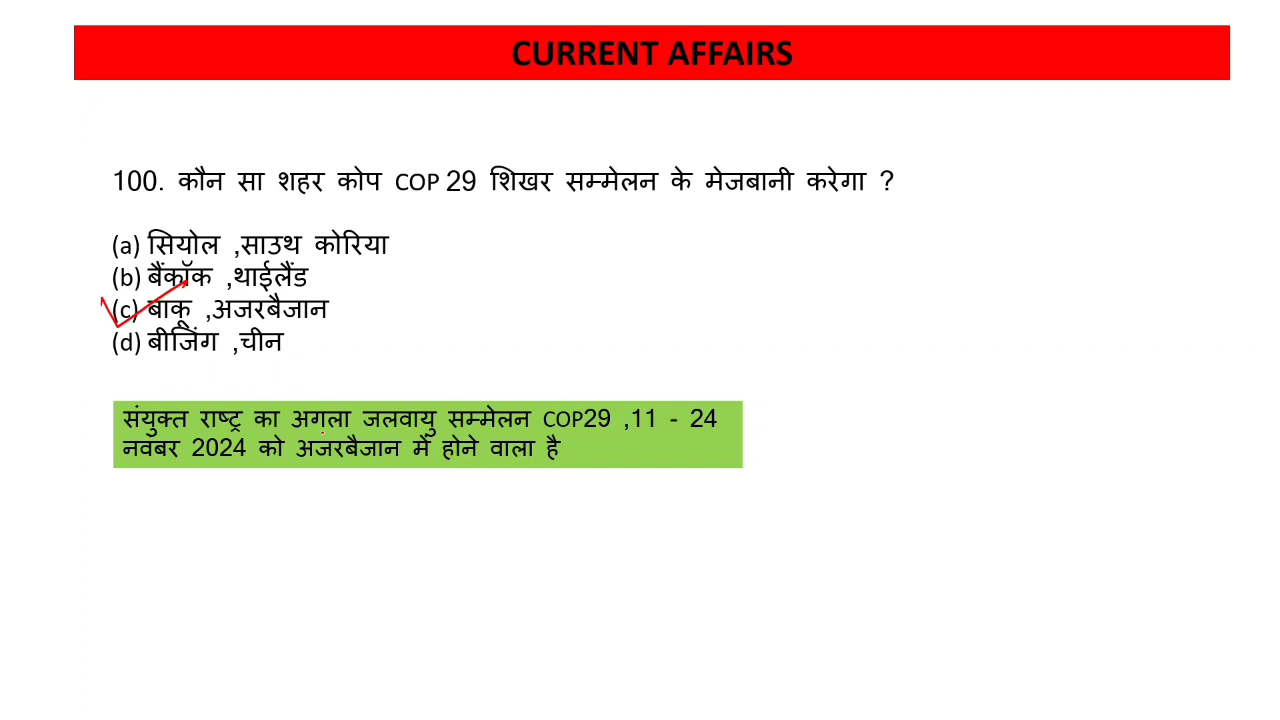 CURRENT AFFAIRS
100. कौन सा शहर कोप COP 29 शिखर सम्मेलन के मेजबानी करेगा ?
(a) सियोल ,साउथ कोरिया
(b) बैंकॉक ,थाईलैंड
(c) बाकू ,अजरबैजान
(d) बीजिंग ,चीन
संयुक्त राष्ट्र का अगला जलवायु सम्मेलन COP29 ,11 - 24
नवंबर 2024 को अजरबैजान में होने वाला है